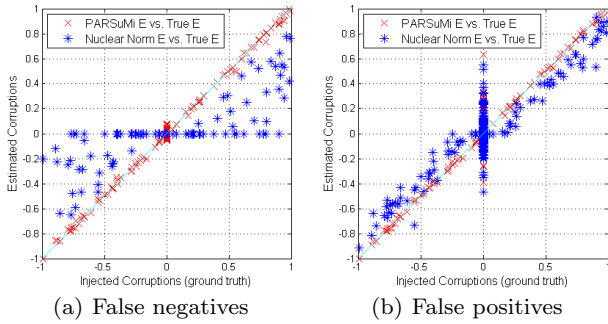 PARSuMi E vs. True E
Nuclear Norm E vs. True E
1
0.8
0.6
0.4
0.2
0
-0.2
-0.4
-0.6
-0.8
-1
Estimated Corruptions
-1 -0.5 0 0.5 1
Injected Corruptions (ground truth)
(a) False negatives
PARSuMi E vs. True E
Nuclear Norm E vs. True E
1
0.8
0.6
0.4
0.2
0
-0.2
-0.4
-0.6
-0.8
-1
Estimated Corruptions
-1 -0.5 0 0.5 1
Injected Corruptions (ground truth)
(b) False positives